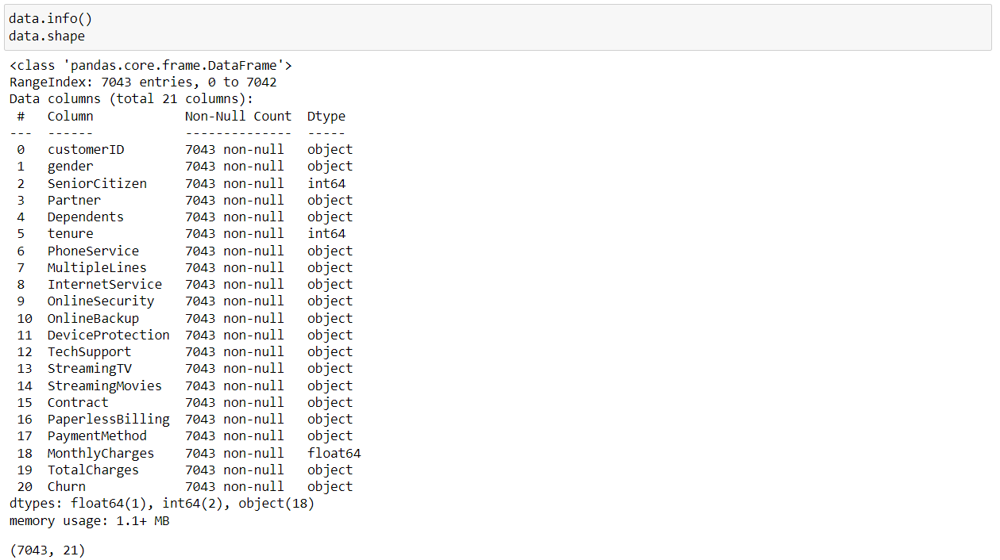 data.info()
data.shape
<class 'pandas.core.frame.DataFrame'>
RangeIndex: 7043 entries, 0 to 7042
Data columns (total 21 columns):
 #   Column            Non-Null Count  Dtype
---  ------            --------------  -----
 0   customerID        7043 non-null   object
 1   gender            7043 non-null   object
 2   SeniorCitizen     7043 non-null   int64
 3   Partner           7043 non-null   object
 4   Dependents        7043 non-null   object
 5   tenure            7043 non-null   int64
 6   PhoneService      7043 non-null   object
 7   MultipleLines     7043 non-null   object
 8   InternetService   7043 non-null   object
 9   OnlineSecurity    7043 non-null   object
 10  OnlineBackup      7043 non-null   object
 11  DeviceProtection  7043 non-null   object
 12  TechSupport       7043 non-null   object
 13  StreamingTV       7043 non-null   object
 14  StreamingMovies   7043 non-null   object
 15  Contract          7043 non-null   object
 16  PaperlessBilling  7043 non-null   object
 17  PaymentMethod     7043 non-null   object
 18  MonthlyCharges    7043 non-null   float64
 19  TotalCharges      7043 non-null   object
 20  Churn             7043 non-null   object
dtypes: float64(1), int64(2), object(18)
memory usage: 1.1+ MB
(7043, 21)